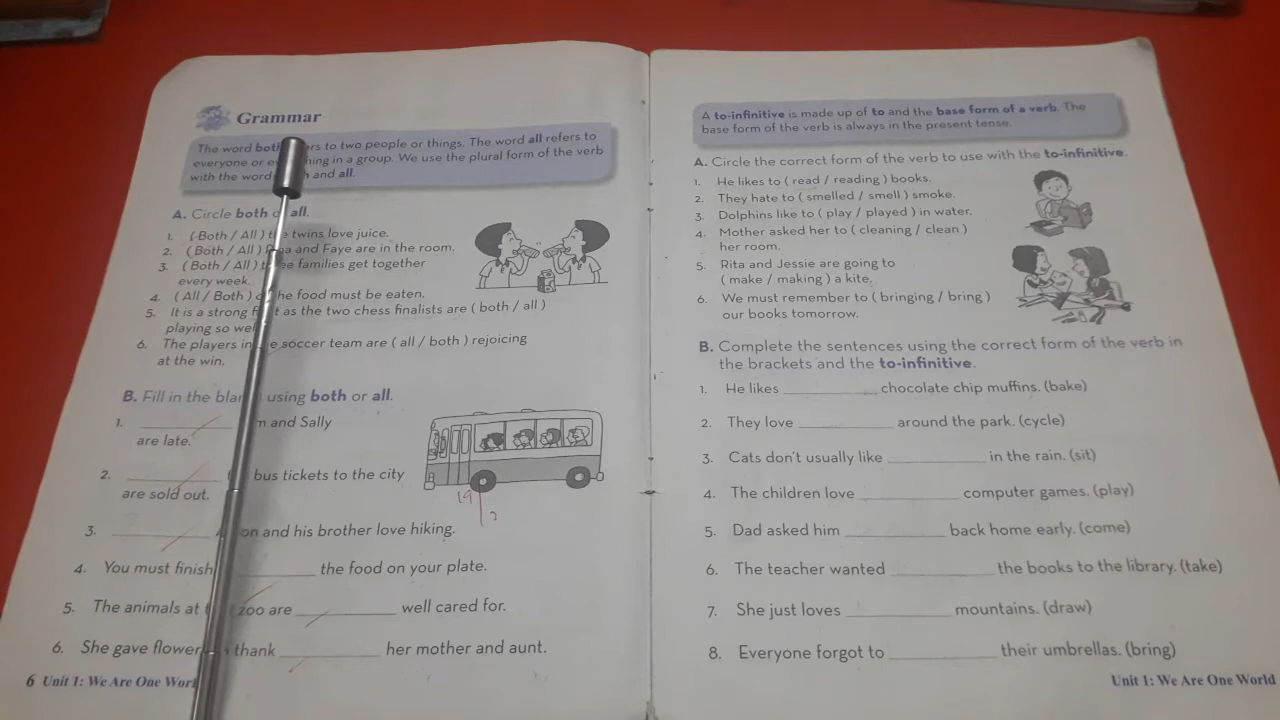 Grammar
The word both to two people or things. The word all refers to
everyone or in a group. We use the plural form of the verb
with the word and all.
A. Circle both all.
1. ( Both / All ) twins love juice.
2. ( Both / All ) and Faye are in the room.
3. ( Both / All ) families get together
every week.
4. ( All / Both ) the food must be eaten.
5. It is a strong as the two chess finalists are ( both / all )
playing so
6. The players in soccer team are ( all / both ) rejoicing
at the win.
B. Fill in the using both or all.
1. ________ and Sally
are late.
2. ________ bus tickets to the city
are sold out.
3. ________ and his brother love hiking.
4. You must finish ________ the food on your plate.
5. The animals at zoo are ________ well cared for.
6. She gave thank ________ her mother and aunt.
19
2
6 Unit 1: We Are One
A to-infinitive is made up of to and the base form of a verb. The
base form of the verb is always in the present tense.
A. Circle the correct form of the verb to use with the to-infinitive.
1. He likes to ( read / reading ) books.
2. They hate to ( smelled / smell ) smoke.
3. Dolphins like to ( play / played ) in water.
4. Mother asked her to ( cleaning / clean )
her room.
5. Rita and Jessie are going to
( make / making ) a kite.
6. We must remember to ( bringing / bring )
our books tomorrow.
B. Complete the sentences using the correct form of the verb in
the brackets and the to-infinitive.
1. He likes ________ chocolate chip muffins. (bake)
2. They love ________ around the park. (cycle)
3. Cats don't usually like ________ in the rain. (sit)
4. The children love ________ computer games. (play)
5. Dad asked him ________ back home early. (come)
6. The teacher wanted ________ the books to the library. (take)
7. She just loves ________ mountains. (draw)
8. Everyone forgot to ________ their umbrellas. (bring)
Unit 1: We Are One World